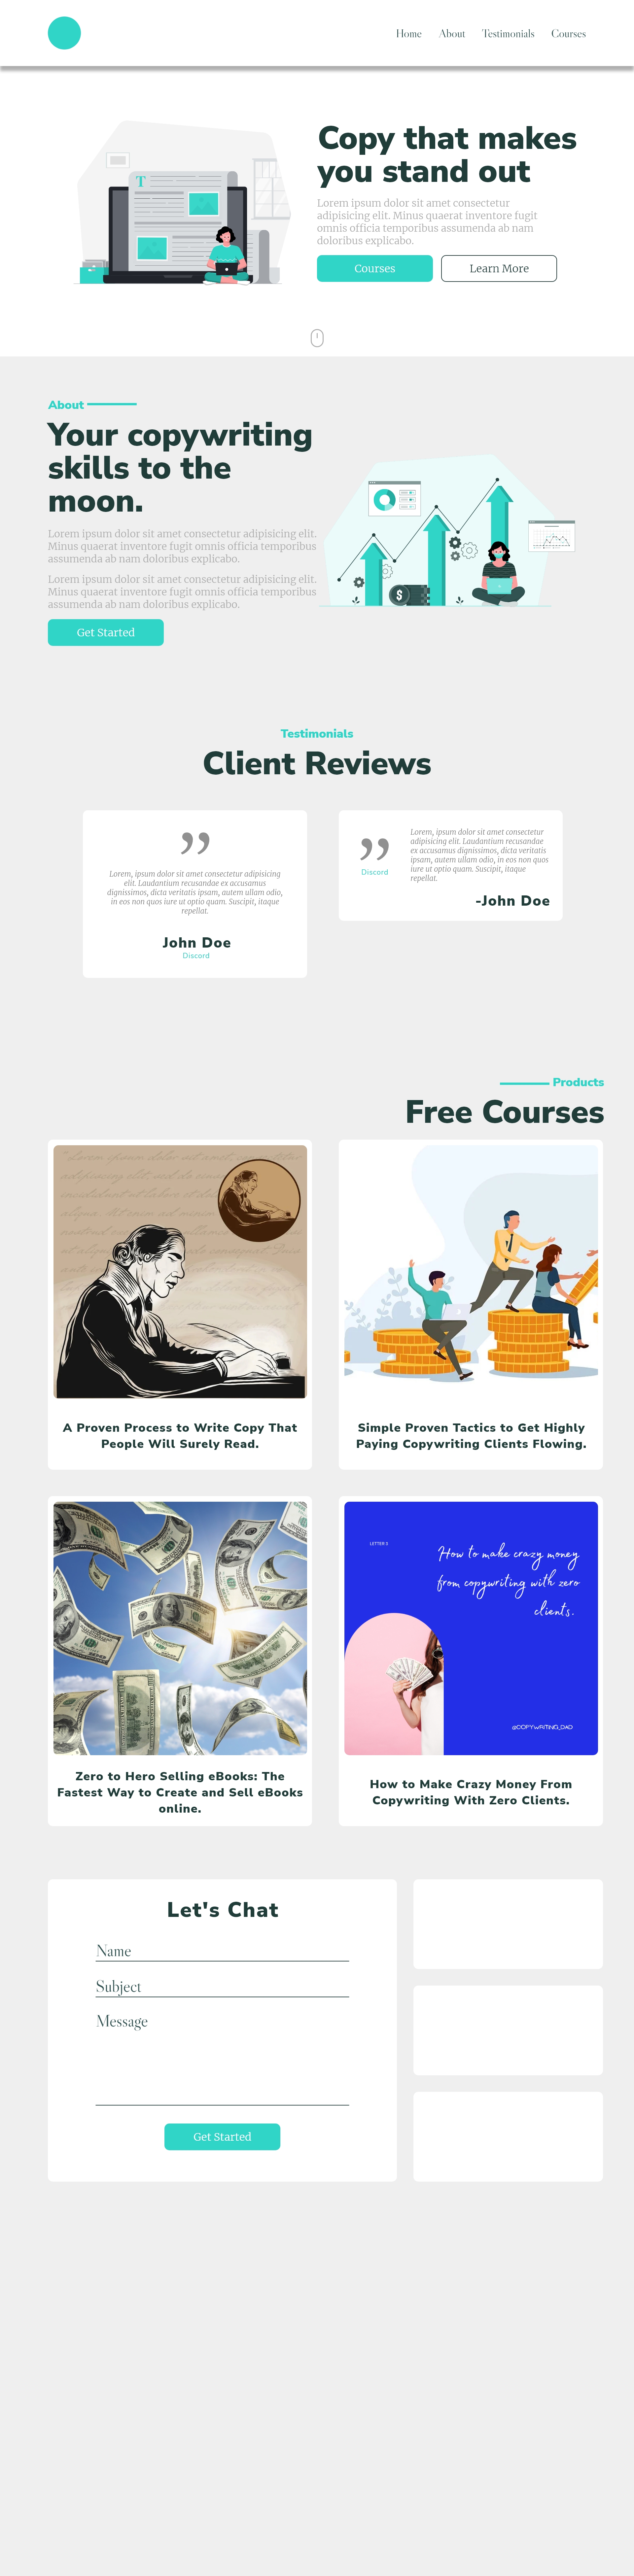 Home About Testimonials Courses
Copy that makes
you stand out
Lorem ipsum dolor sit amet consectetur
adipisicing elit. Minus quaerat inventore fugit
omnis officia temporibus assumenda ab nam
doloribus explicabo.
Courses Learn More
T
About
Your copywriting
skills to the
moon.
Lorem ipsum dolor sit amet consectetur adipisicing elit.
Minus quaerat inventore fugit omnis officia temporibus
assumenda ab nam doloribus explicabo.
Lorem ipsum dolor sit amet consectetur adipisicing elit.
Minus quaerat inventore fugit omnis officia temporibus
assumenda ab nam doloribus explicabo.
Get Started
$
Testimonials
Client Reviews
Lorem, ipsum dolor sit amet consectetur adipisicing
elit. Laudantium recusandae ex accusamus
dignissimos, dicta veritatis ipsam, autem ullam odio,
in eos non quos iure ut optio quam. Suscipit, itaque
repellat.
John Doe
Discord
Discord
Lorem, ipsum dolor sit amet consectetur
adipisicing elit. Laudantium recusandae
ex accusamus dignissimos, dicta veritatis
ipsam, autem ullam odio, in eos non quos
iure ut optio quam. Suscipit, itaque
repellat.
-John Doe
Products
Free Courses
A Proven Process to Write Copy That
People Will Surely Read.
Simple Proven Tactics to Get Highly
Paying Copywriting Clients Flowing.
Zero to Hero Selling eBooks: The
Fastest Way to Create and Sell eBooks
online.
How to make crazy money
from copywriting with zero
clients.
@COPYWRITING_DAD
How to Make Crazy Money From
Copywriting With Zero Clients.
Let's Chat
Name
Subject
Message
Get Started